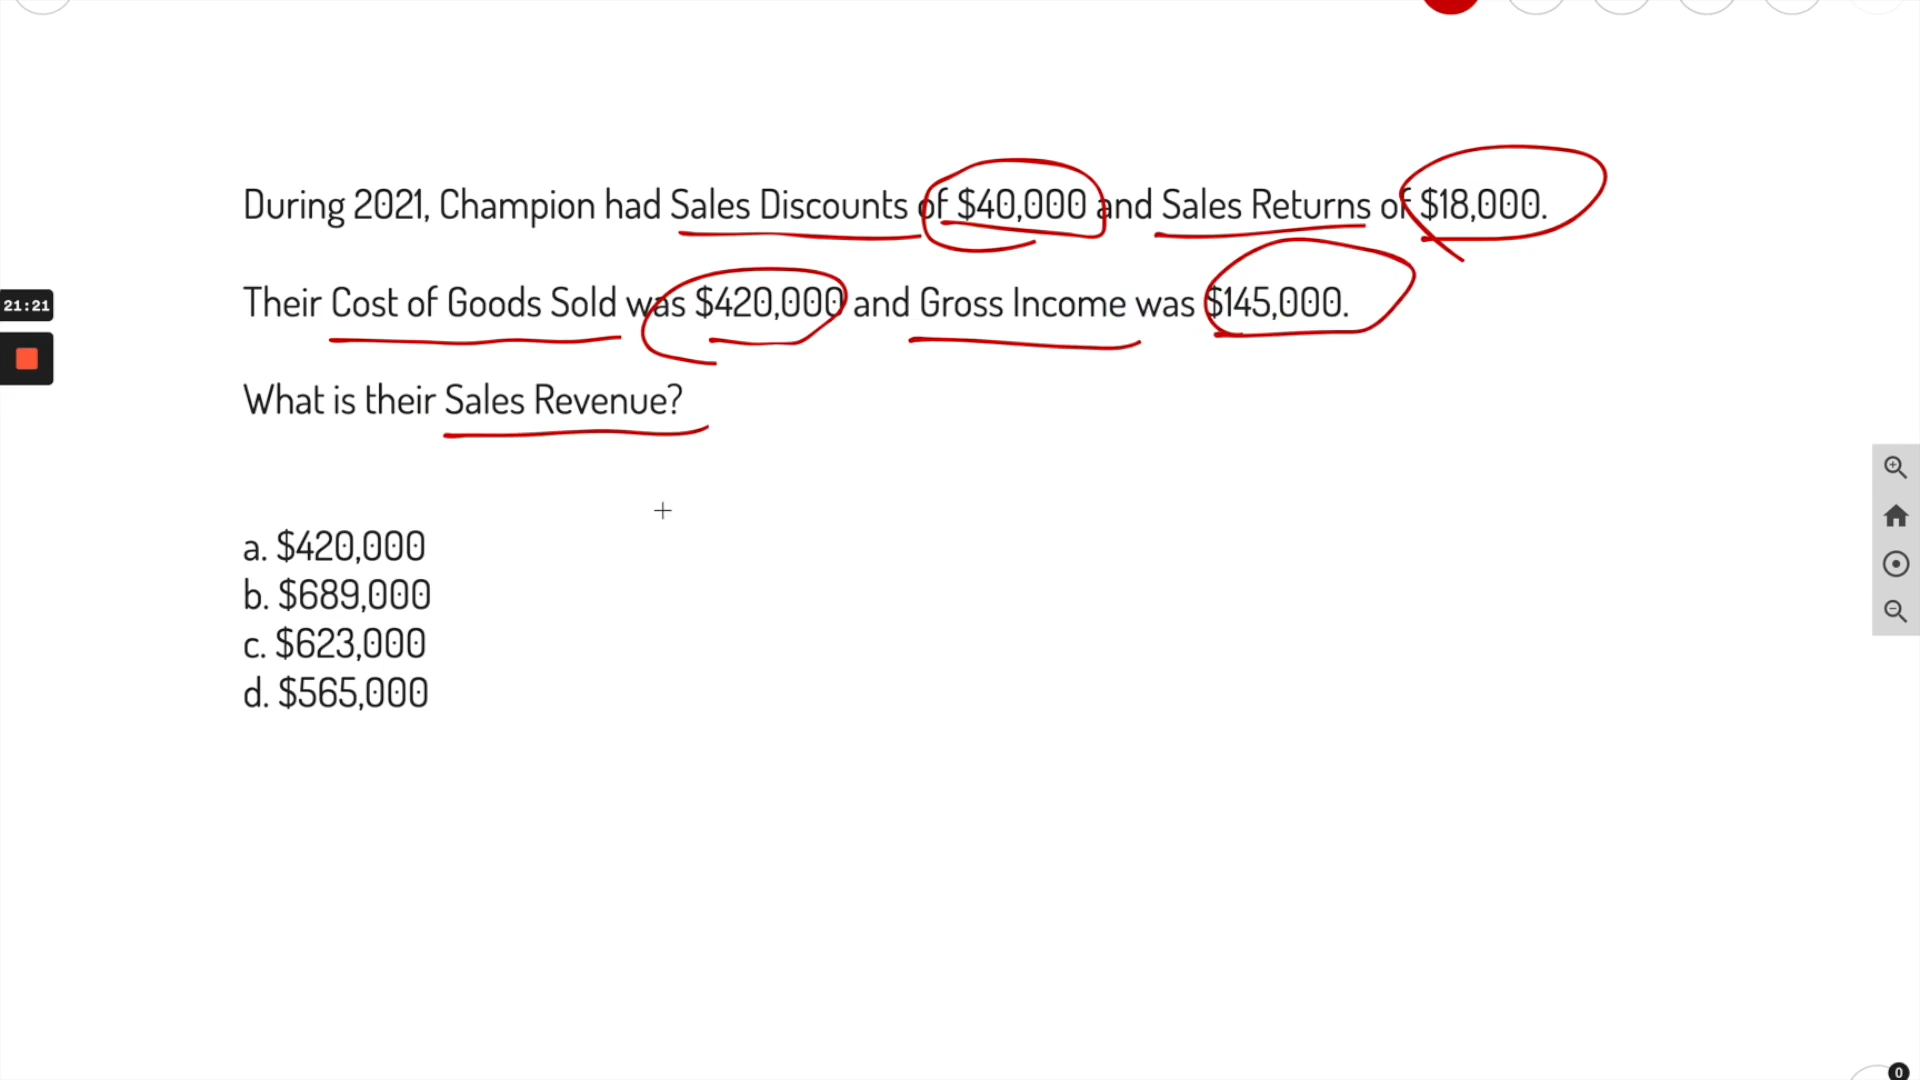 During 2021, Champion had Sales Discounts of $40,000 and Sales Returns of $18,000.
Their Cost of Goods Sold was $420,000 and Gross Income was $145,000.
21:21
What is their Sales Revenue?
a. $420,000
b. $689,000
c. $623,000
d. $565,000
0